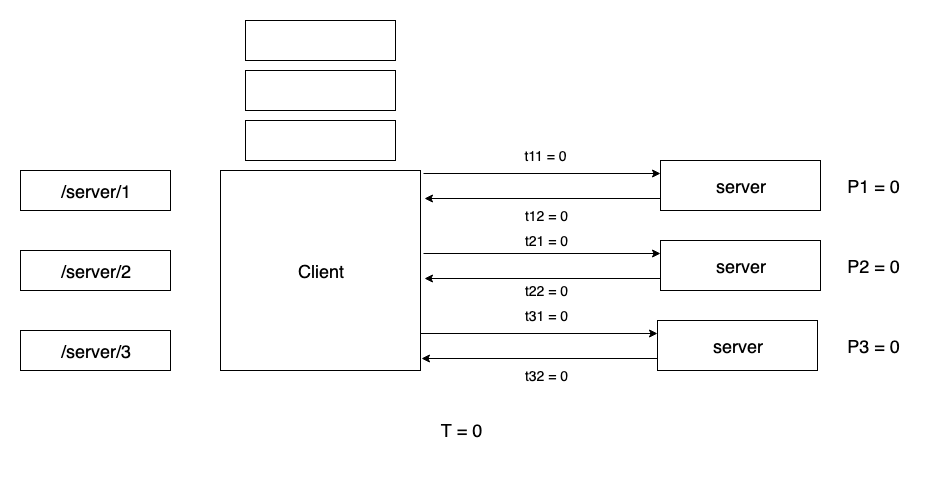 t11 = 0
/server/1
server
P1 = 0
t12 = 0
t21 = 0
/server/2
Client
server
P2 = 0
t22 = 0
t31 = 0
/server/3
server
P3 = 0
t32 = 0
T = 0